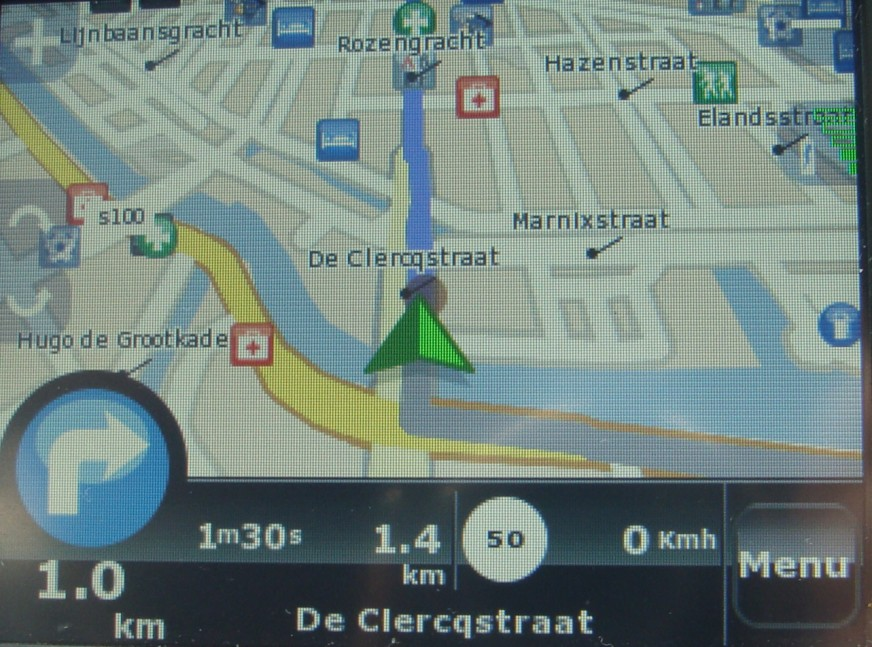 Lijnbaansgracht
Rozengracht
Hazenstraat
Elandsstraat
s100
Marnixstraat
De Clercqstraat
Hugo de Grootkade
1m30s
1.4
km
50
0 Kmh
Menu
1.0
km
De Clercqstraat